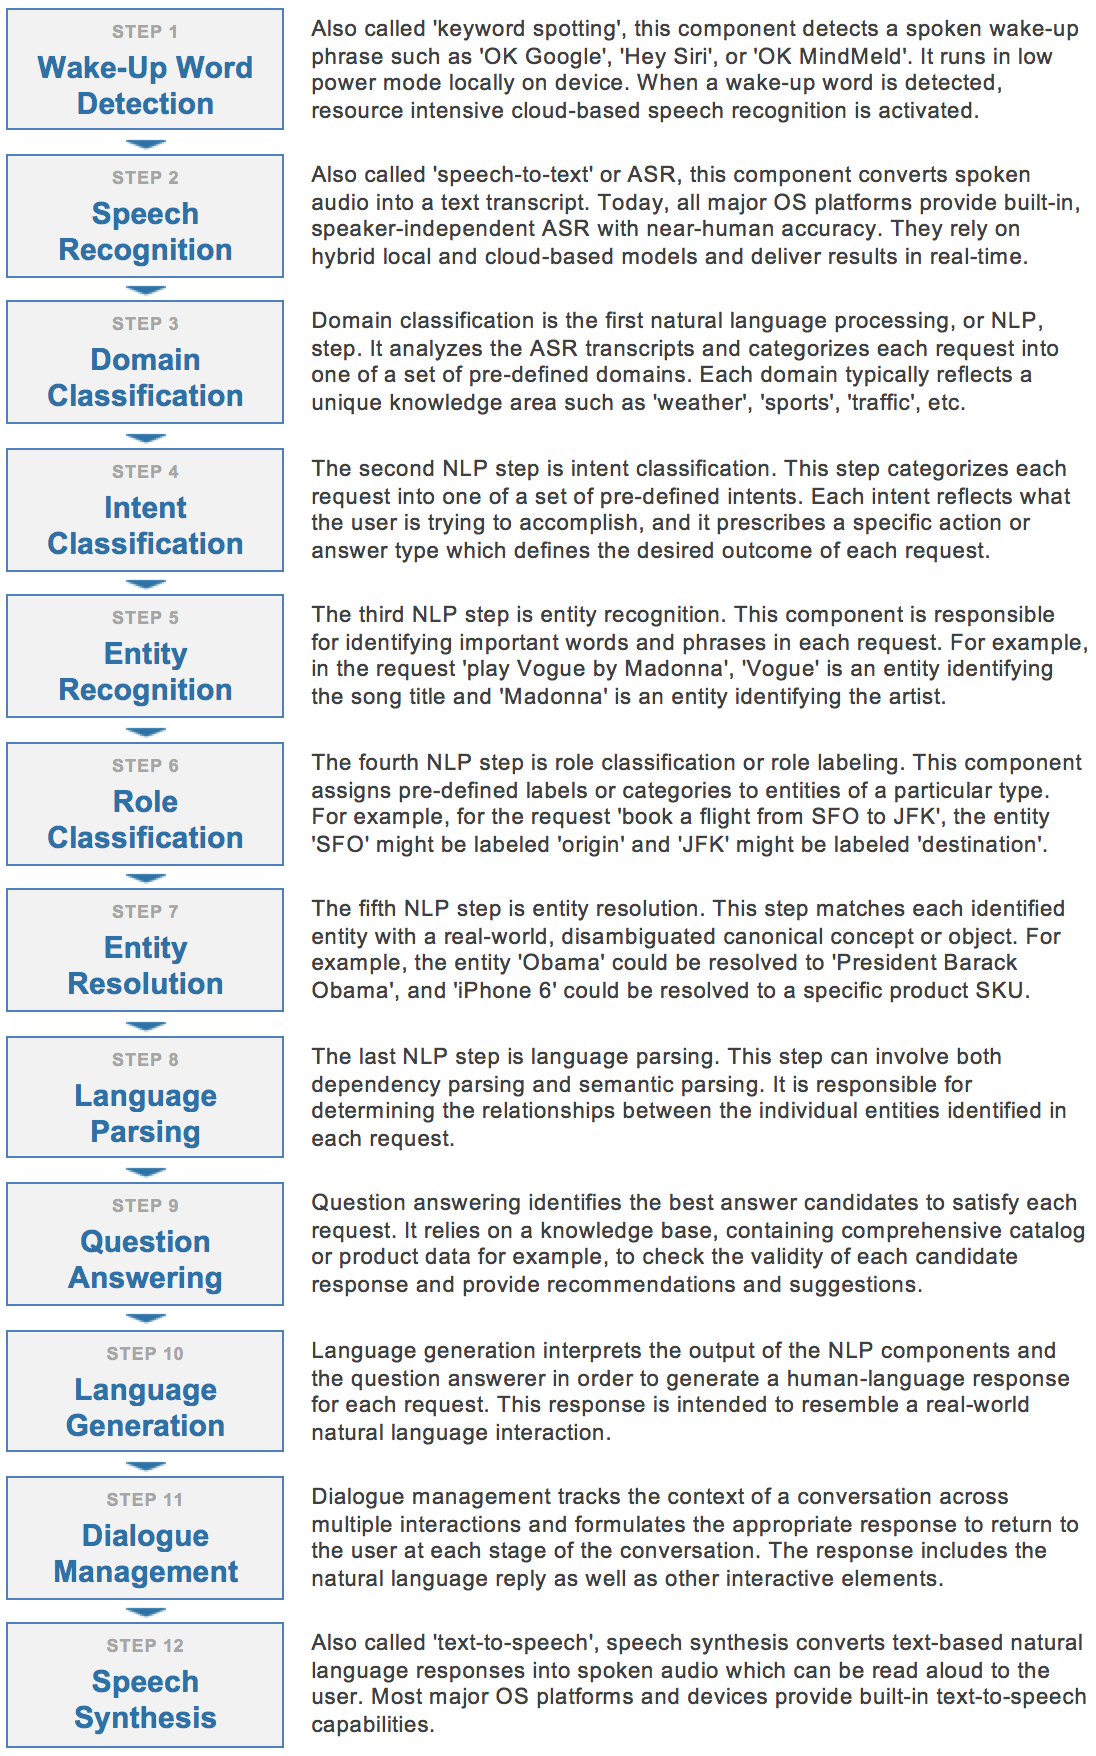 STEP 1
Wake-Up Word
Detection
Also called 'keyword spotting', this component detects a spoken wake-up
phrase such as 'OK Google', 'Hey Siri', or 'OK MindMeld'. It runs in low
power mode locally on device. When a wake-up word is detected,
resource intensive cloud-based speech recognition is activated.
STEP 2
Speech
Recognition
Also called 'speech-to-text' or ASR, this component converts spoken
audio into a text transcript. Today, all major OS platforms provide built-in,
speaker-independent ASR with near-human accuracy. They rely on
hybrid local and cloud-based models and deliver results in real-time.
STEP 3
Domain
Classification
Domain classification is the first natural language processing, or NLP,
step. It analyzes the ASR transcripts and categorizes each request into
one of a set of pre-defined domains. Each domain typically reflects a
unique knowledge area such as 'weather', 'sports', 'traffic', etc.
STEP 4
Intent
Classification
The second NLP step is intent classification. This step categorizes each
request into one of a set of pre-defined intents. Each intent reflects what
the user is trying to accomplish, and it prescribes a specific action or
answer type which defines the desired outcome of each request.
STEP 5
Entity
Recognition
The third NLP step is entity recognition. This component is responsible
for identifying important words and phrases in each request. For example,
in the request 'play Vogue by Madonna', 'Vogue' is an entity identifying
the song title and 'Madonna' is an entity identifying the artist.
STEP 6
Role
Classification
The fourth NLP step is role classification or role labeling. This component
assigns pre-defined labels or categories to entities of a particular type.
For example, for the request 'book a flight from SFO to JFK', the entity
'SFO' might be labeled 'origin' and 'JFK' might be labeled 'destination'.
STEP 7
Entity
Resolution
The fifth NLP step is entity resolution. This step matches each identified
entity with a real-world, disambiguated canonical concept or object. For
example, the entity 'Obama' could be resolved to 'President Barack
Obama', and 'iPhone 6' could be resolved to a specific product SKU.
STEP 8
Language
Parsing
The last NLP step is language parsing. This step can involve both
dependency parsing and semantic parsing. It is responsible for
determining the relationships between the individual entities identified in
each request.
STEP 9
Question
Answering
Question answering identifies the best answer candidates to satisfy each
request. It relies on a knowledge base, containing comprehensive catalog
or product data for example, to check the validity of each candidate
response and provide recommendations and suggestions.
STEP 10
Language
Generation
Language generation interprets the output of the NLP components and
the question answerer in order to generate a human-language response
for each request. This response is intended to resemble a real-world
natural language interaction.
STEP 11
Dialogue
Management
Dialogue management tracks the context of a conversation across
multiple interactions and formulates the appropriate response to return to
the user at each stage of the conversation. The response includes the
natural language reply as well as other interactive elements.
STEP 12
Speech
Synthesis
Also called 'text-to-speech', speech synthesis converts text-based natural
language responses into spoken audio which can be read aloud to the
user. Most major OS platforms and devices provide built-in text-to-speech
capabilities.